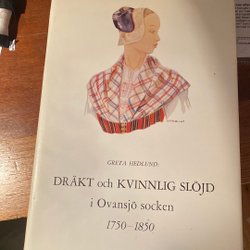 GRETA HEDLUND:
DRÄKT och KVINNLIG SLÖJD
i Ovansjö socken
1750–1850